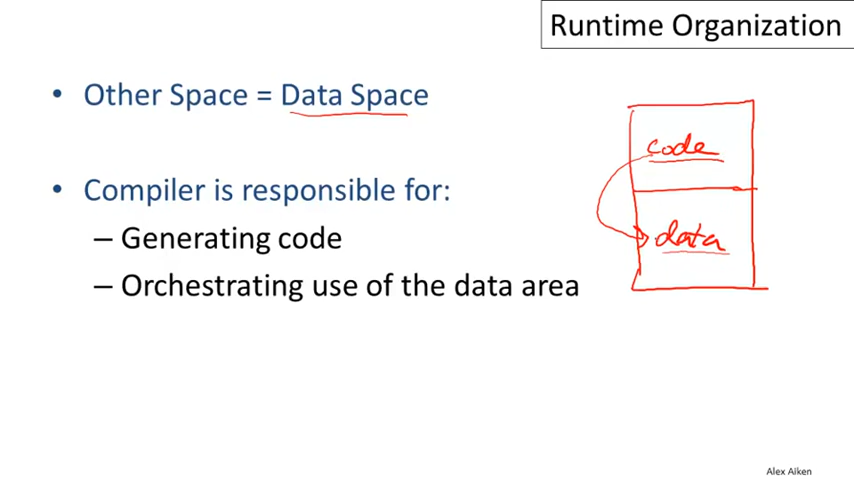 Runtime Organization
• Other Space = Data Space
• Compiler is responsible for:
– Generating code
– Orchestrating use of the data area
code
data
Alex Aiken